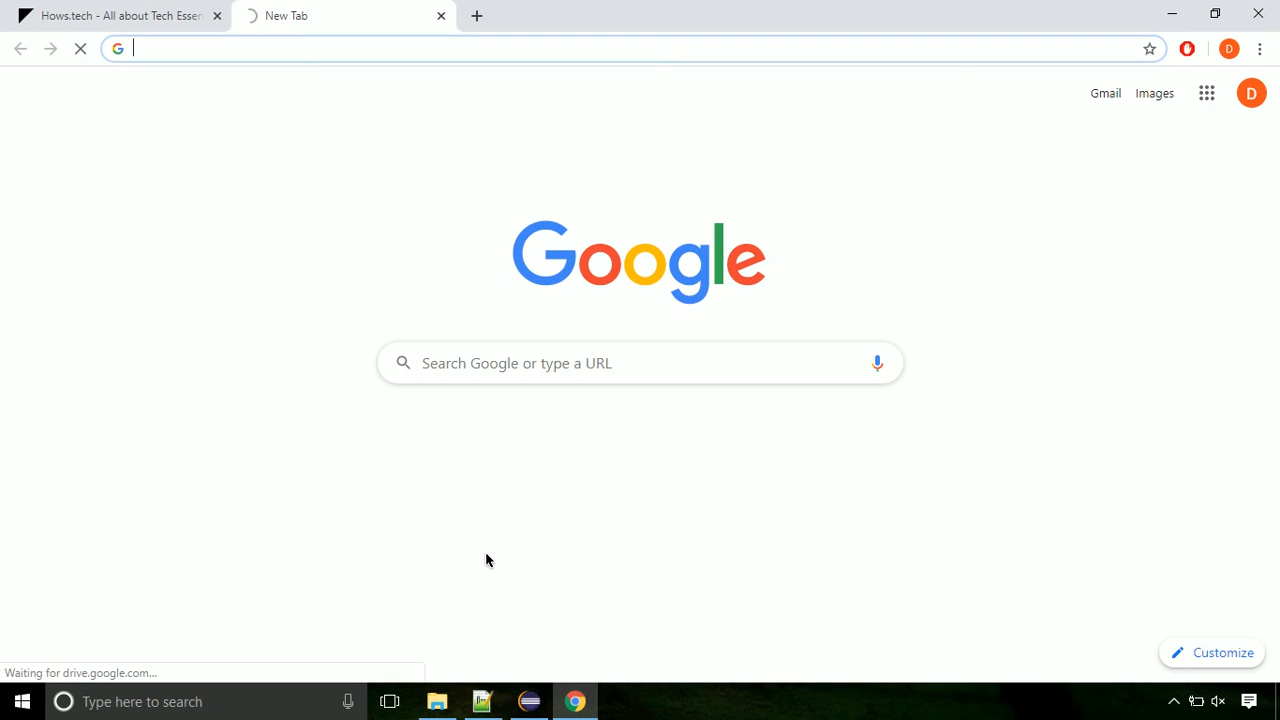 Hows.tech - All about Tech Essen
New Tab
D
Gmail
Images
D
Google
Search Google or type a URL
Customize
Waiting for drive.google.com...
Type here to search